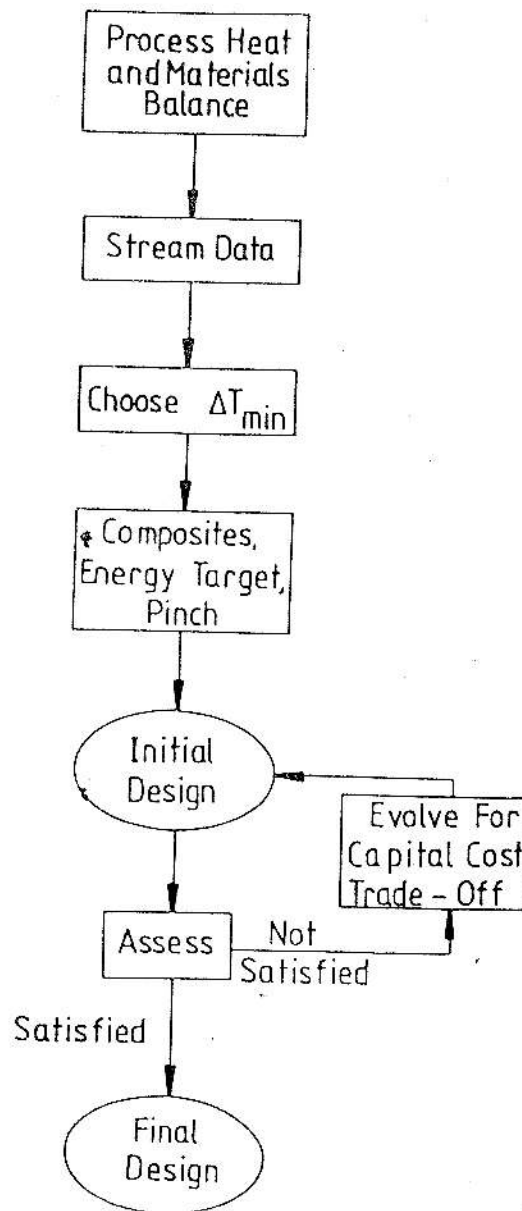 Process Heat
and Materials
Balance
Stream Data
Choose ΔTmin
Composites,
Energy Target,
Pinch
Initial
Design
Evolve For
Capital Cost
Trade - Off
Assess
Not
Satisfied
Satisfied
Final
Design